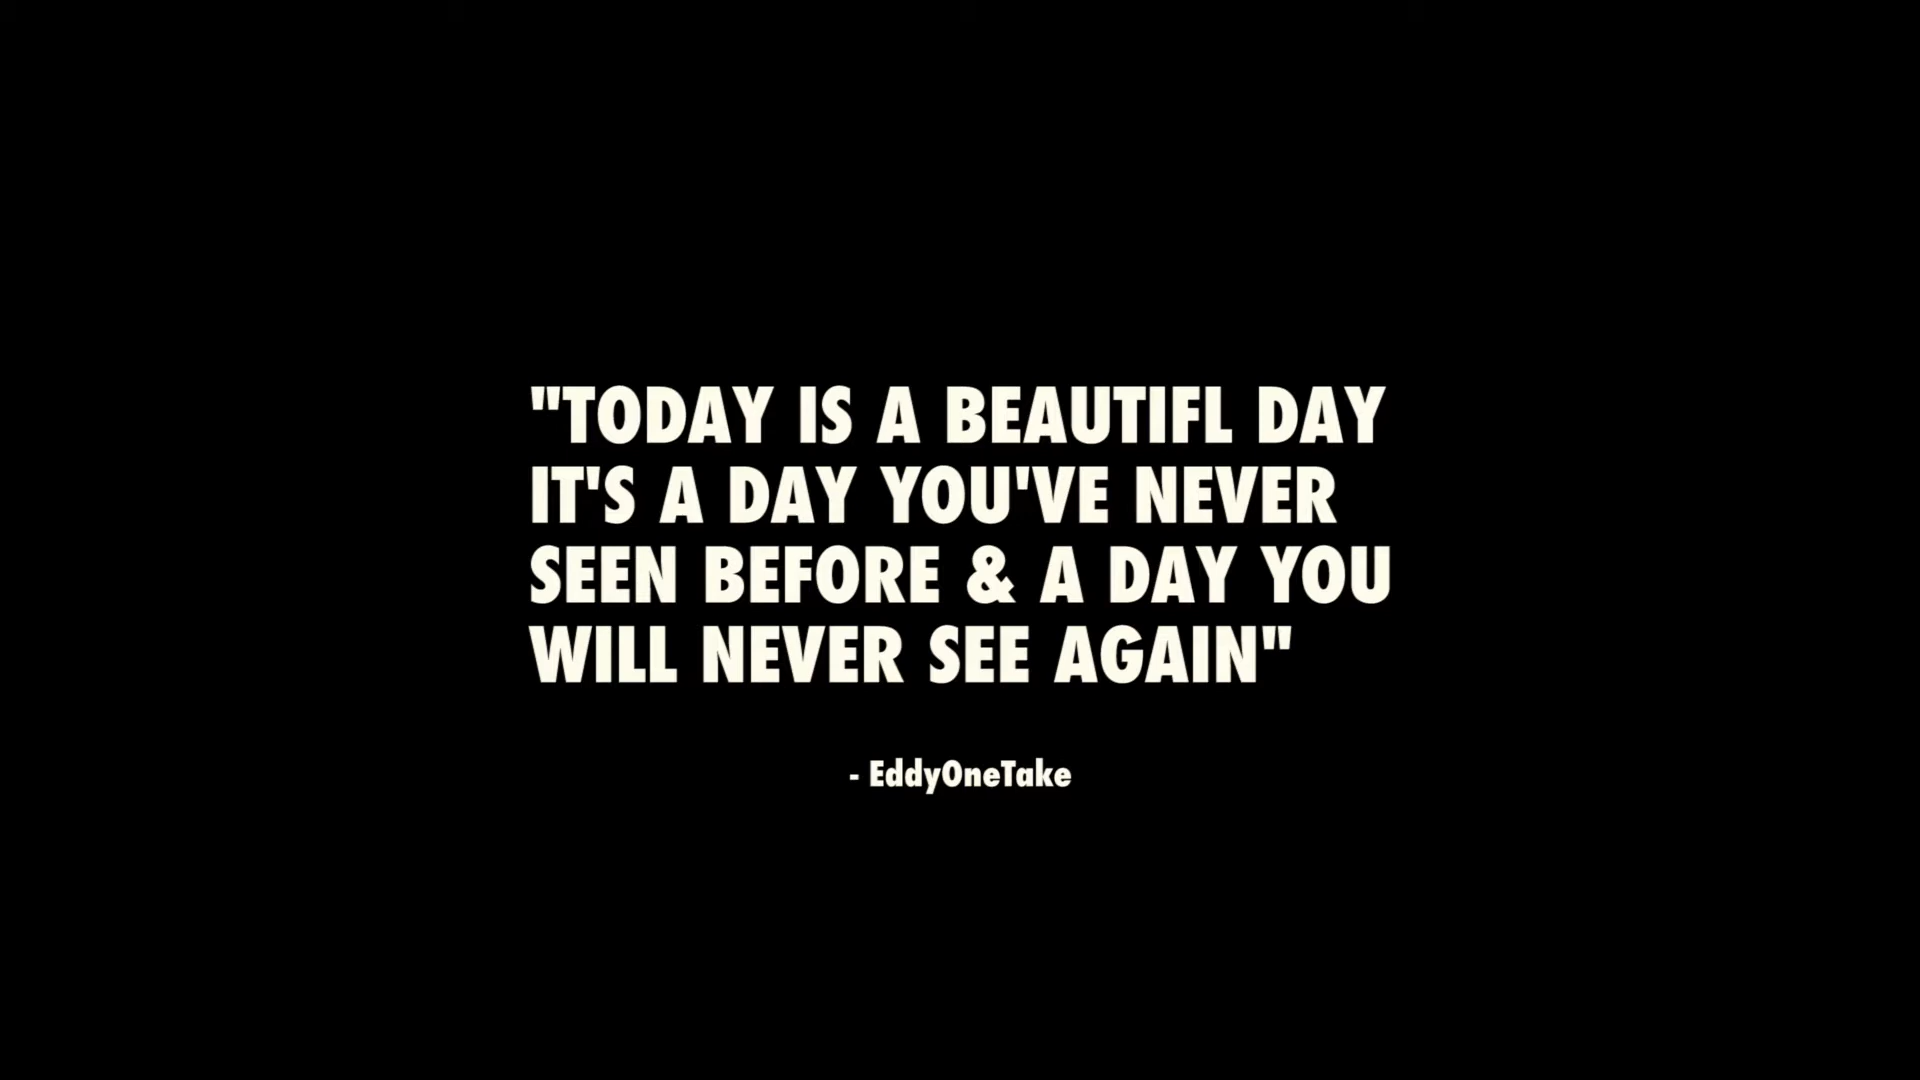 "TODAY IS A BEAUTIFL DAY
IT'S A DAY YOU'VE NEVER
SEEN BEFORE & A DAY YOU
WILL NEVER SEE AGAIN"
- EddyOneTake